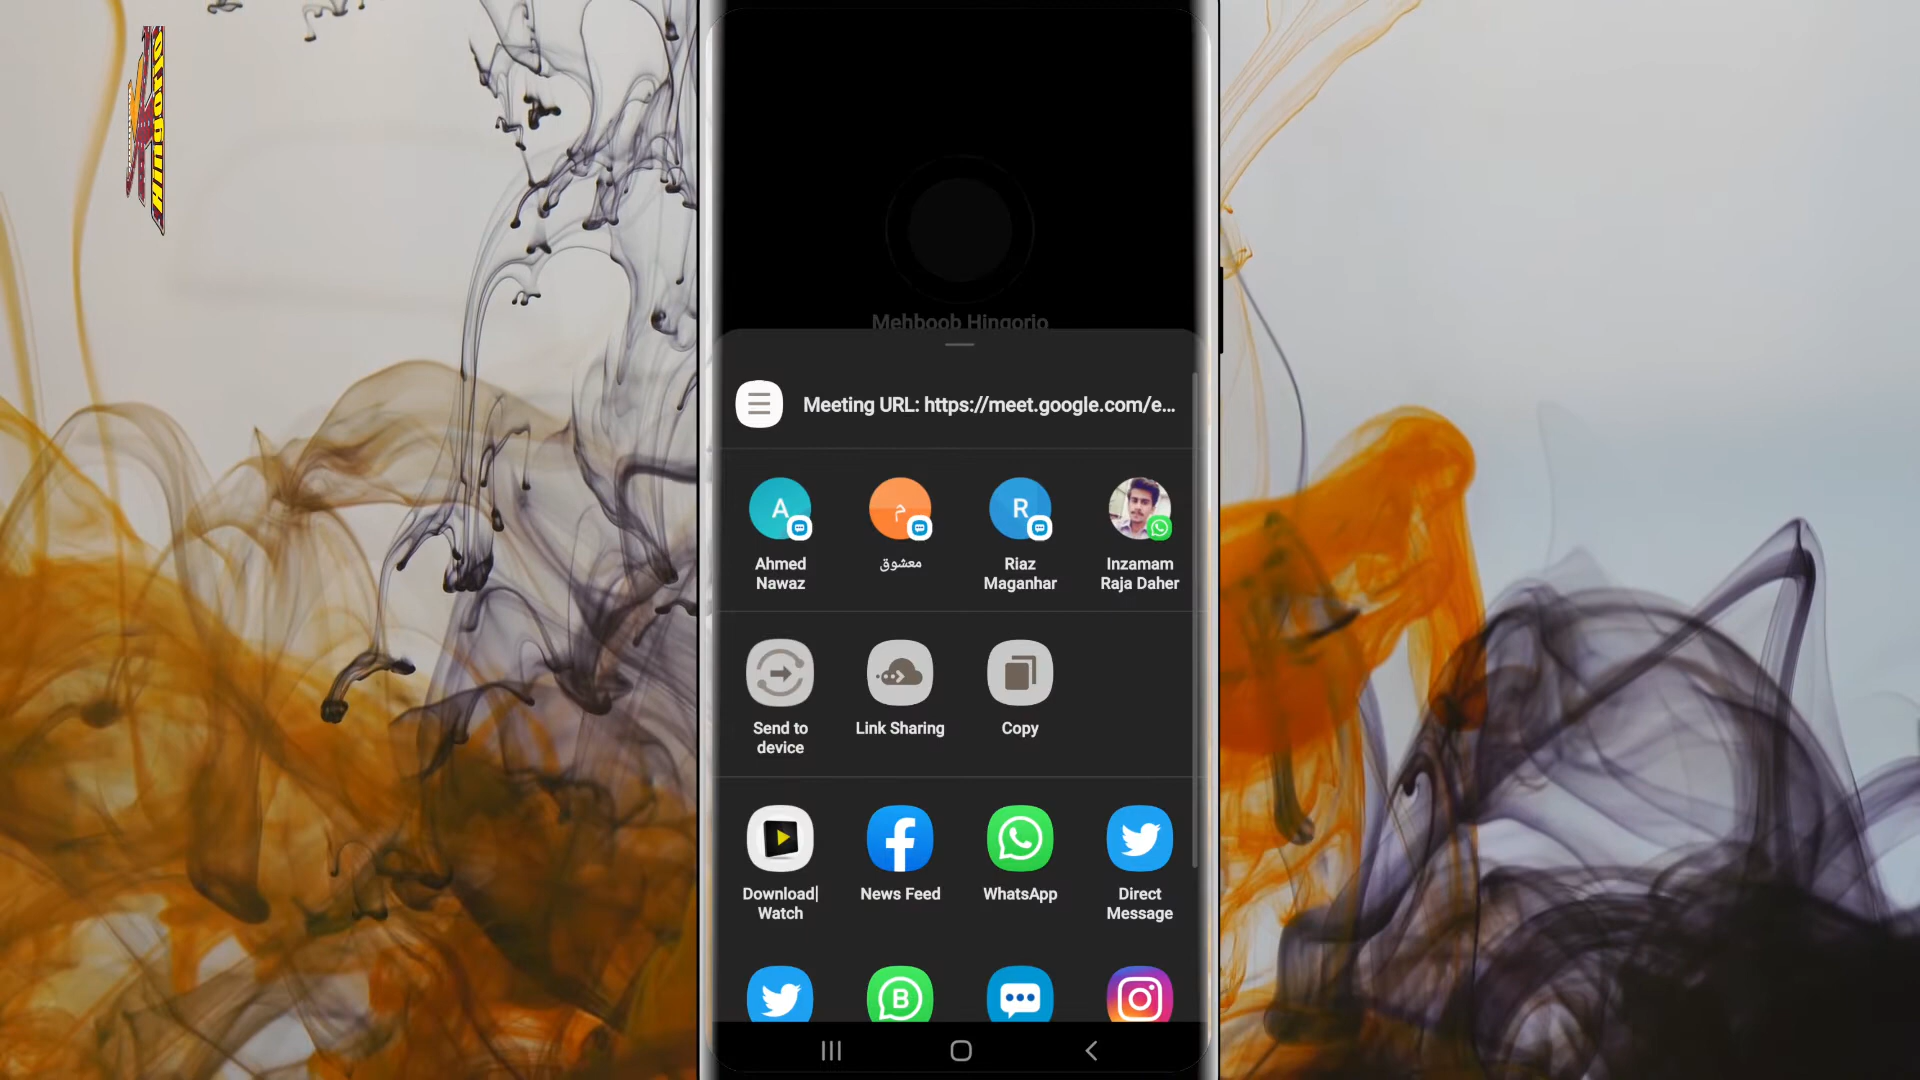 Mehboob Hingorjo
Meeting URL: https://meet.google.com/e...
A
م
R
Ahmed
Nawaz
معشوق
Riaz
Maganhar
Inzamam
Raja Daher
Send to
device
Link Sharing
Copy
Download|
Watch
News Feed
WhatsApp
Direct
Message
B